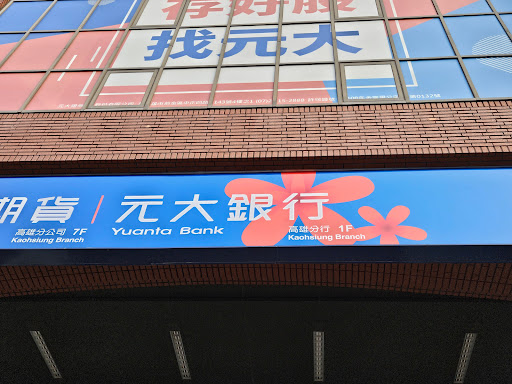 存好股
找元大
期貨 | 元大銀行
高雄分公司 7F Yuanta Bank 高雄分行 1F
Kaohsiung Branch Kaohsiung Branch